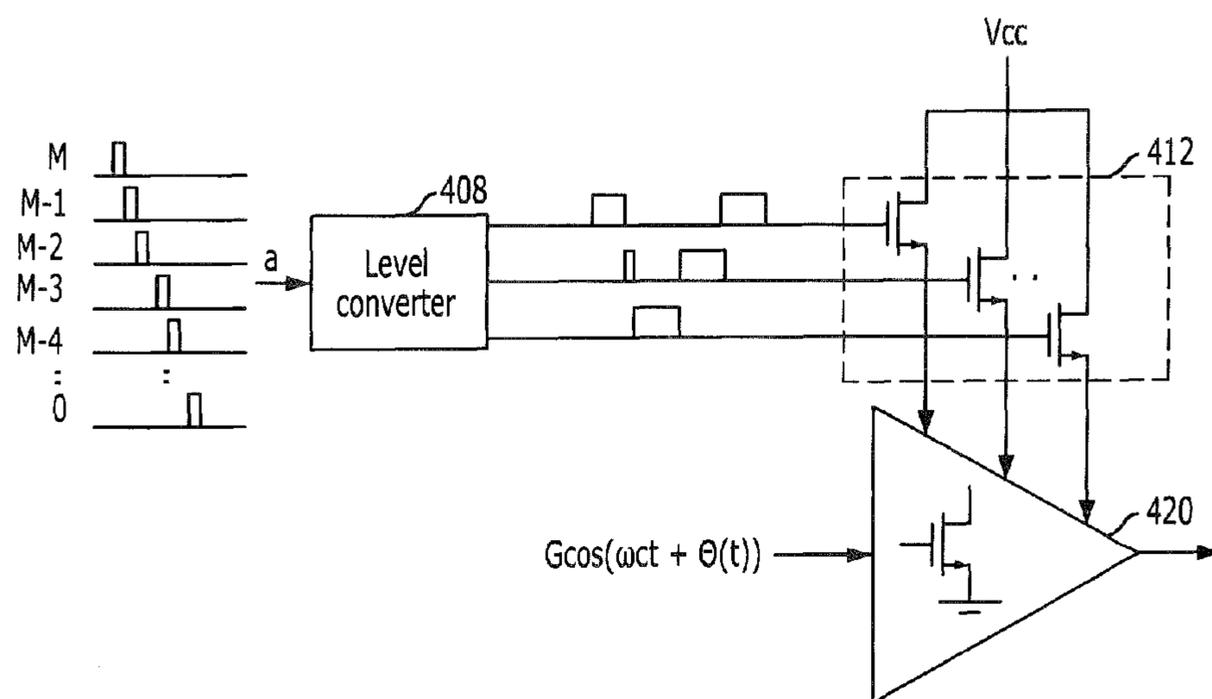 Vcc
M
412
M-1
408
M-2
a
Level
converter
M-3
. .
M-4
:
:
0
420
Gcos(ωct + Θ(t))